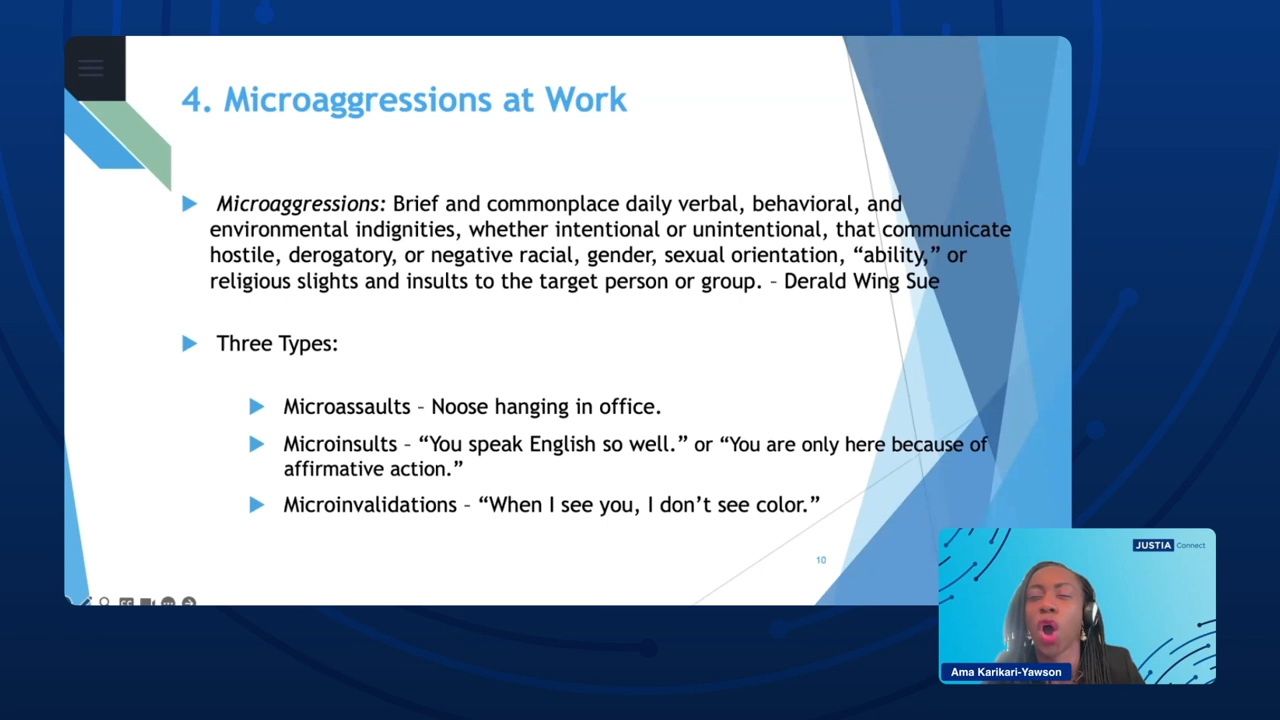 4. Microaggressions at Work
Microaggressions: Brief and commonplace daily verbal, behavioral, and
environmental indignities, whether intentional or unintentional, that communicate
hostile, derogatory, or negative racial, gender, sexual orientation, “ability,” or
religious slights and insults to the target person or group. – Derald Wing Sue
Three Types:
Microassaults – Noose hanging in office.
Microinsults – “You speak English so well.” or “You are only here because of
affirmative action.”
Microinvalidations – “When I see you, I don’t see color.”
10
JUSTIA Connect
Ama Karikari-Yawson